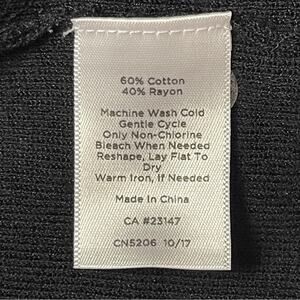 60% Cotton
40% Rayon
Machine Wash Cold
Gentle Cycle
Only Non-Chlorine
Bleach When Needed
Reshape, Lay Flat To
Dry
Warm Iron, If Needed
Made In China
CA #23147
CN5206 10/17